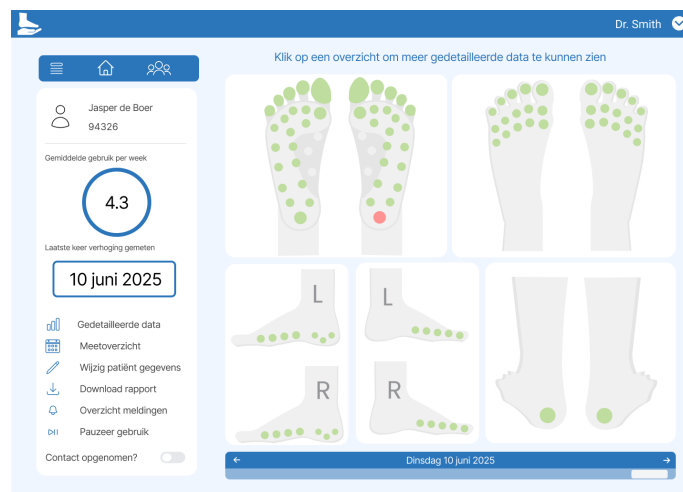 Dr. Smith
Klik op een overzicht om meer gedetailleerde data te kunnen zien
Jasper de Boer
94326
Gemiddelde gebruik per week
4.3
Laatste keer verhoging gemeten
10 juni 2025
Gedetailleerde data
Meetoverzicht
Wijzig patiënt gegevens
Download rapport
Overzicht meldingen
Pauzeer gebruik
Contact opgenomen?
L
L
R
R
← Dinsdag 10 juni 2025 →